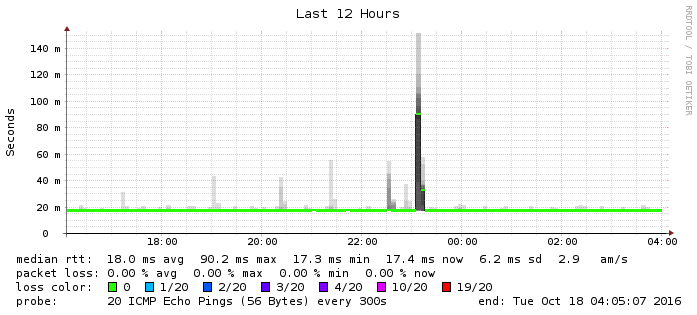 Last 12 Hours
RRDTOOL / TOBI OETIKER
Seconds
140 m
120 m
100 m
80 m
60 m
40 m
20 m
0
18:00 20:00 22:00 00:00 02:00 04:00
median rtt: 18.0 ms avg 90.2 ms max 17.3 ms min 17.4 ms now 6.2 ms sd 2.9 am/s
packet loss: 0.00 % avg 0.00 % max 0.00 % min 0.00 % now
loss color: 0 1/20 2/20 3/20 4/20 10/20 19/20
probe: 20 ICMP Echo Pings (56 Bytes) every 300s end: Tue Oct 18 04:05:07 2016